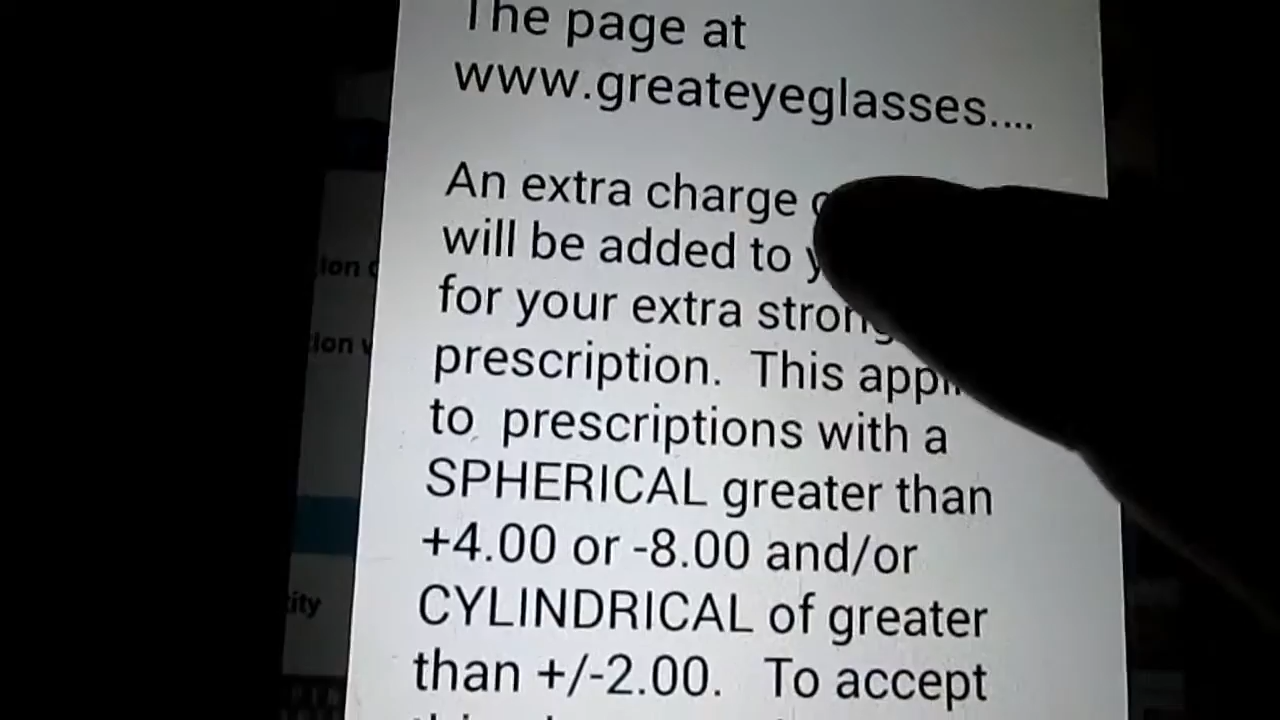 The page at
www.greateyeglasses....
An extra charge
will be added to
for your extra
prescription. This
to prescriptions with a
SPHERICAL greater than
+4.00 or -8.00 and/or
CYLINDRICAL of greater
than +/-2.00. To accept